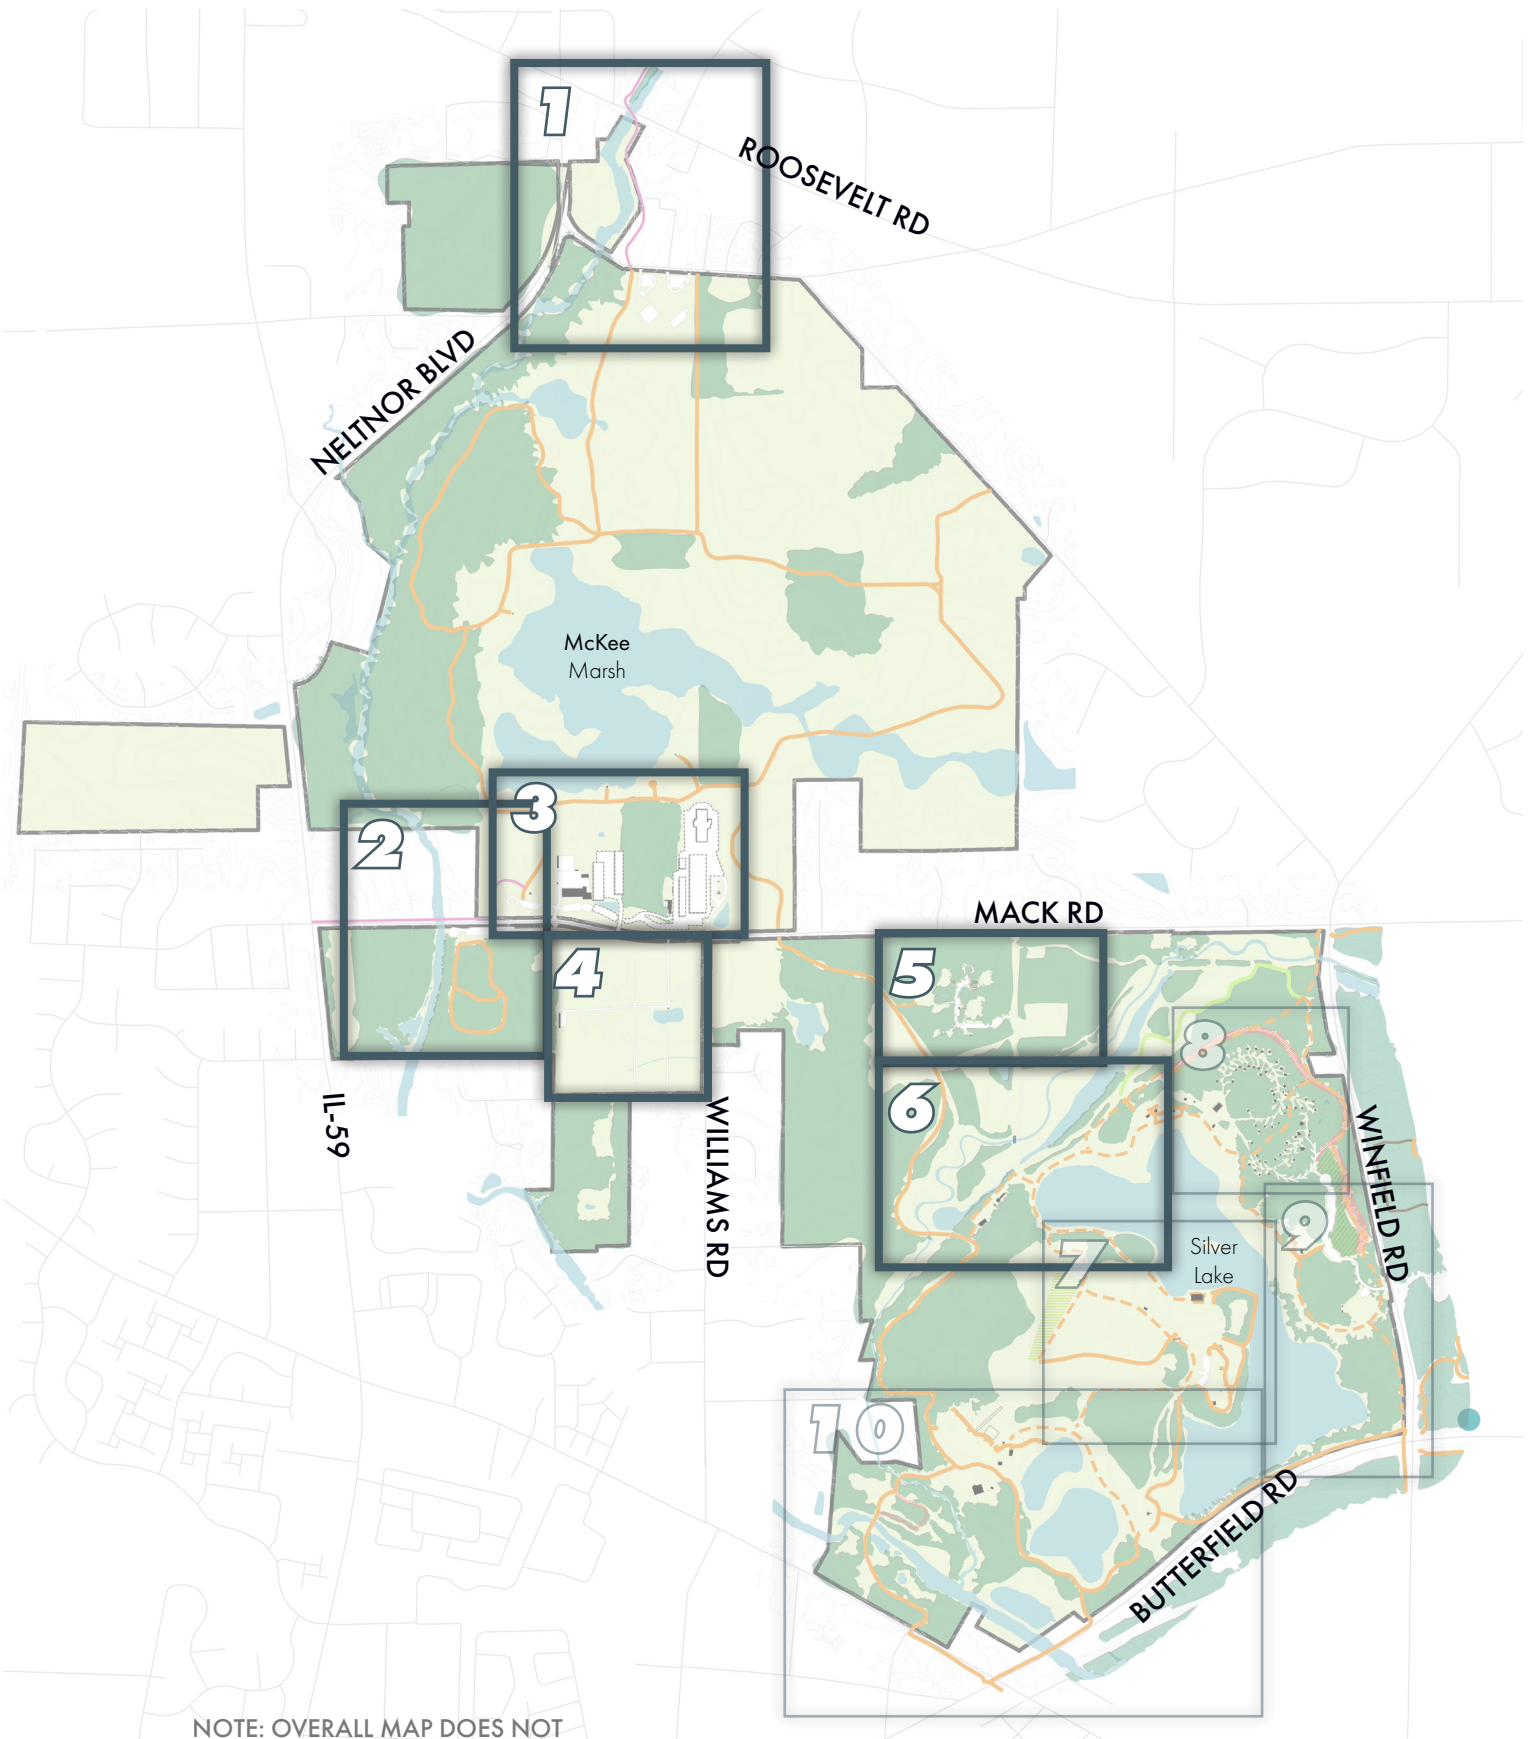 1
ROOSEVELT RD
NELTNOR BLVD
McKee
Marsh
3
2
MACK RD
4
5
8
6
IL-59
WILLIAMS RD
WINFIELD RD
9
7
Silver
Lake
10
BUTTERFIELD RD
NOTE: OVERALL MAP DOES NOT